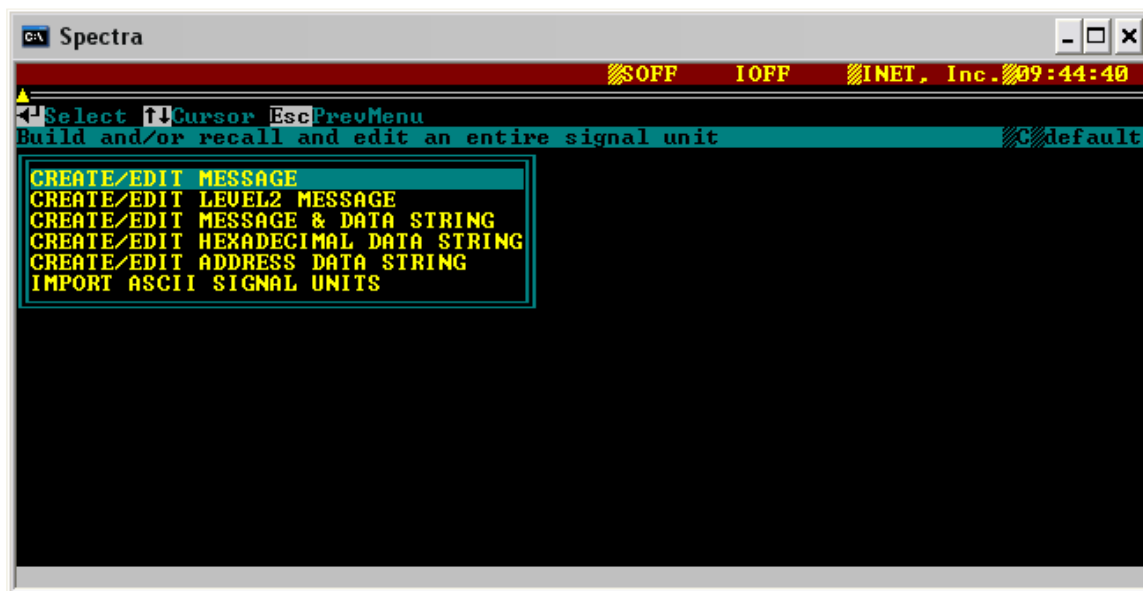 C:\ Spectra
SOFF IOFF INET, Inc. 09:44:40
Select ↑↓Cursor Esc PrevMenu
Build and/or recall and edit an entire signal unit C default
CREATE/EDIT MESSAGE
CREATE/EDIT LEVEL2 MESSAGE
CREATE/EDIT MESSAGE & DATA STRING
CREATE/EDIT HEXADECIMAL DATA STRING
CREATE/EDIT ADDRESS DATA STRING
IMPORT ASCII SIGNAL UNITS